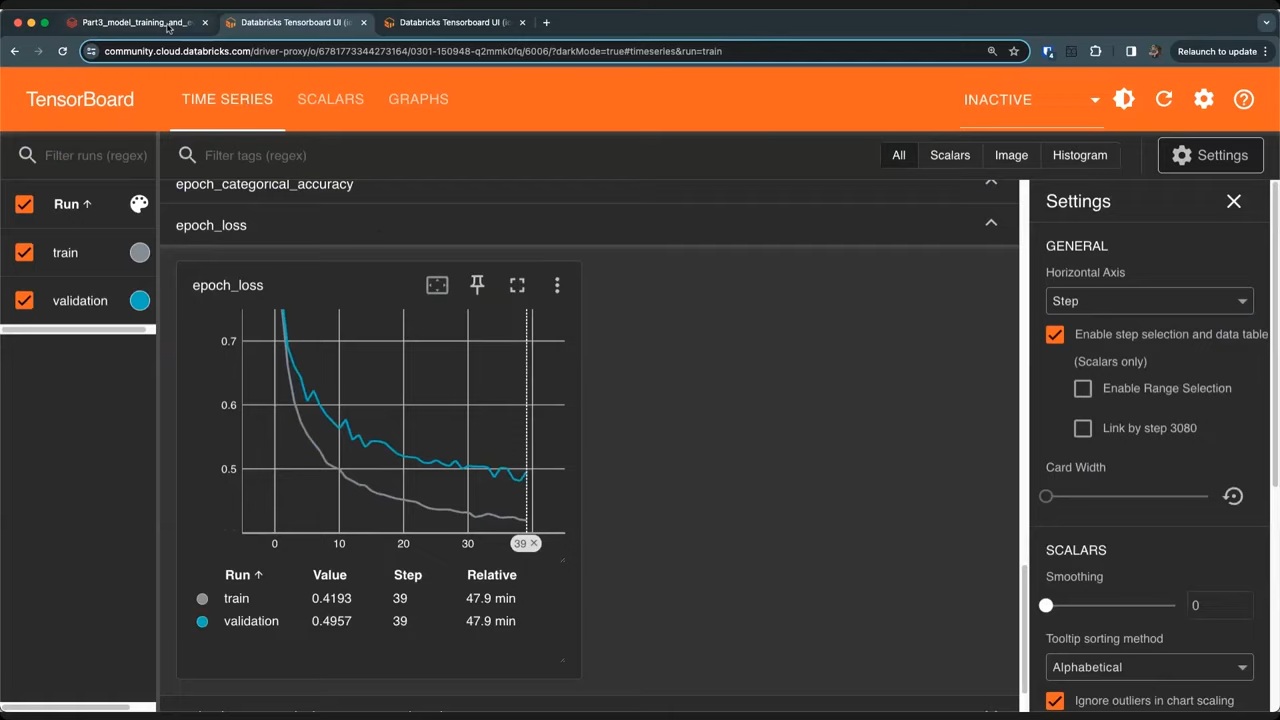 Part3_model_training_and_e
Databricks Tensorboard UI (i
Databricks Tensorboard UI (
community.cloud.databricks.com/driver-proxy/o/6781773344273164/0301-150948-q2mmk0fq/6006/?darkMode=true#timeseries&run=train
Relaunch to update
TensorBoard
TIME SERIES
SCALARS
GRAPHS
INACTIVE
Filter runs (regex)
Filter tags (regex)
All
Scalars
Image
Histogram
Settings
Run ↑
train
validation
epoch_categorical_accuracy
epoch_loss
epoch_loss
0.7
0.6
0.5
0 10 20 30 39 ×
Run ↑ Value Step Relative
train 0.4193 39 47.9 min
validation 0.4957 39 47.9 min
Settings
GENERAL
Horizontal Axis
Step
Enable step selection and data table
(Scalars only)
Enable Range Selection
Link by step 3080
Card Width
SCALARS
Smoothing
0
Tooltip sorting method
Alphabetical
Ignore outliers in chart scaling